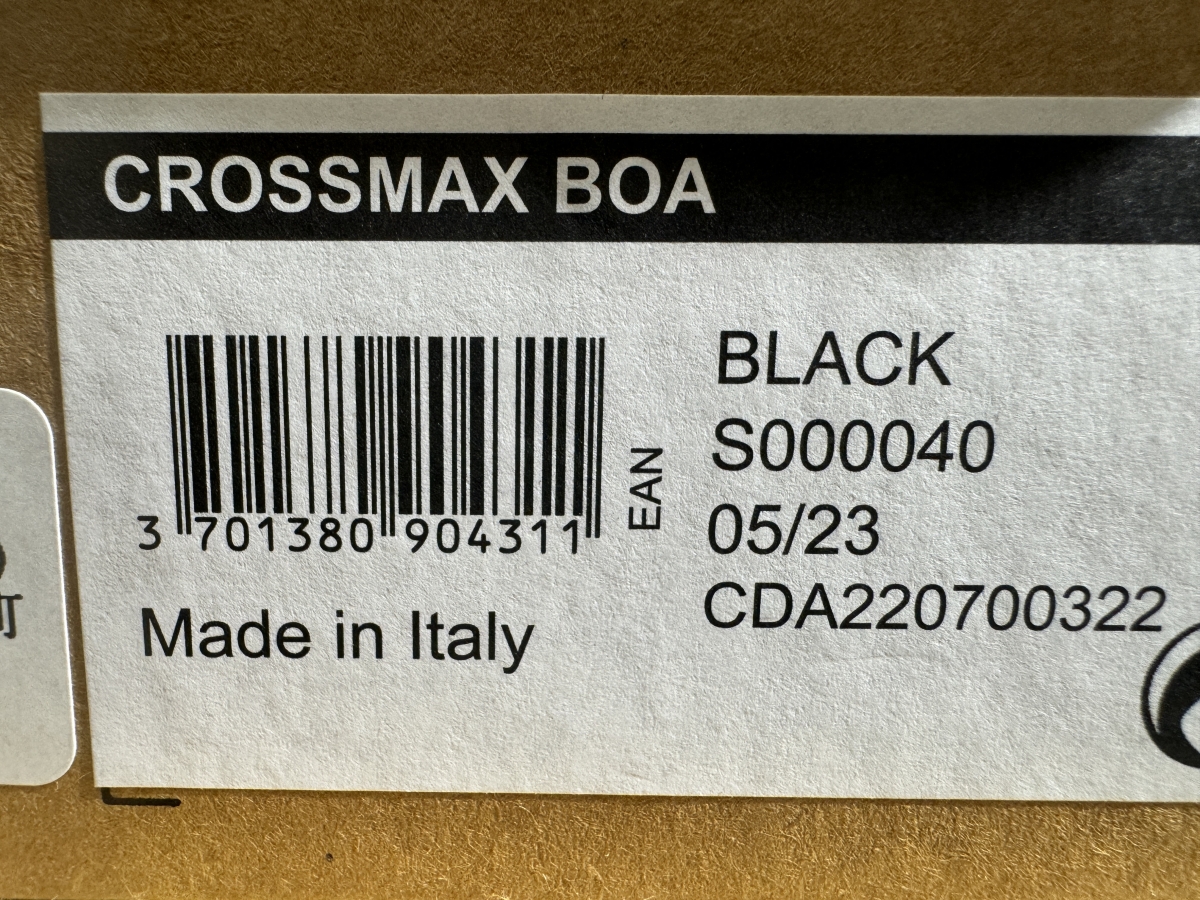 CROSSMAX BOA
3 701380 904311
EAN
Made in Italy
BLACK
S000040
05/23
CDA220700322